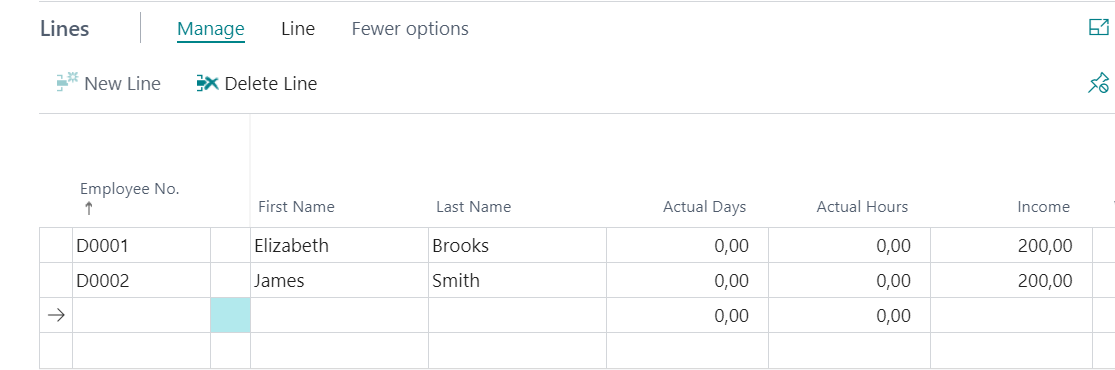 Lines Manage Line Fewer options
New Line Delete Line
Employee No.
↑ First Name Last Name Actual Days Actual Hours Income
D0001 Elizabeth Brooks 0,00 0,00 200,00
D0002 James Smith 0,00 0,00 200,00
→ 0,00 0,00